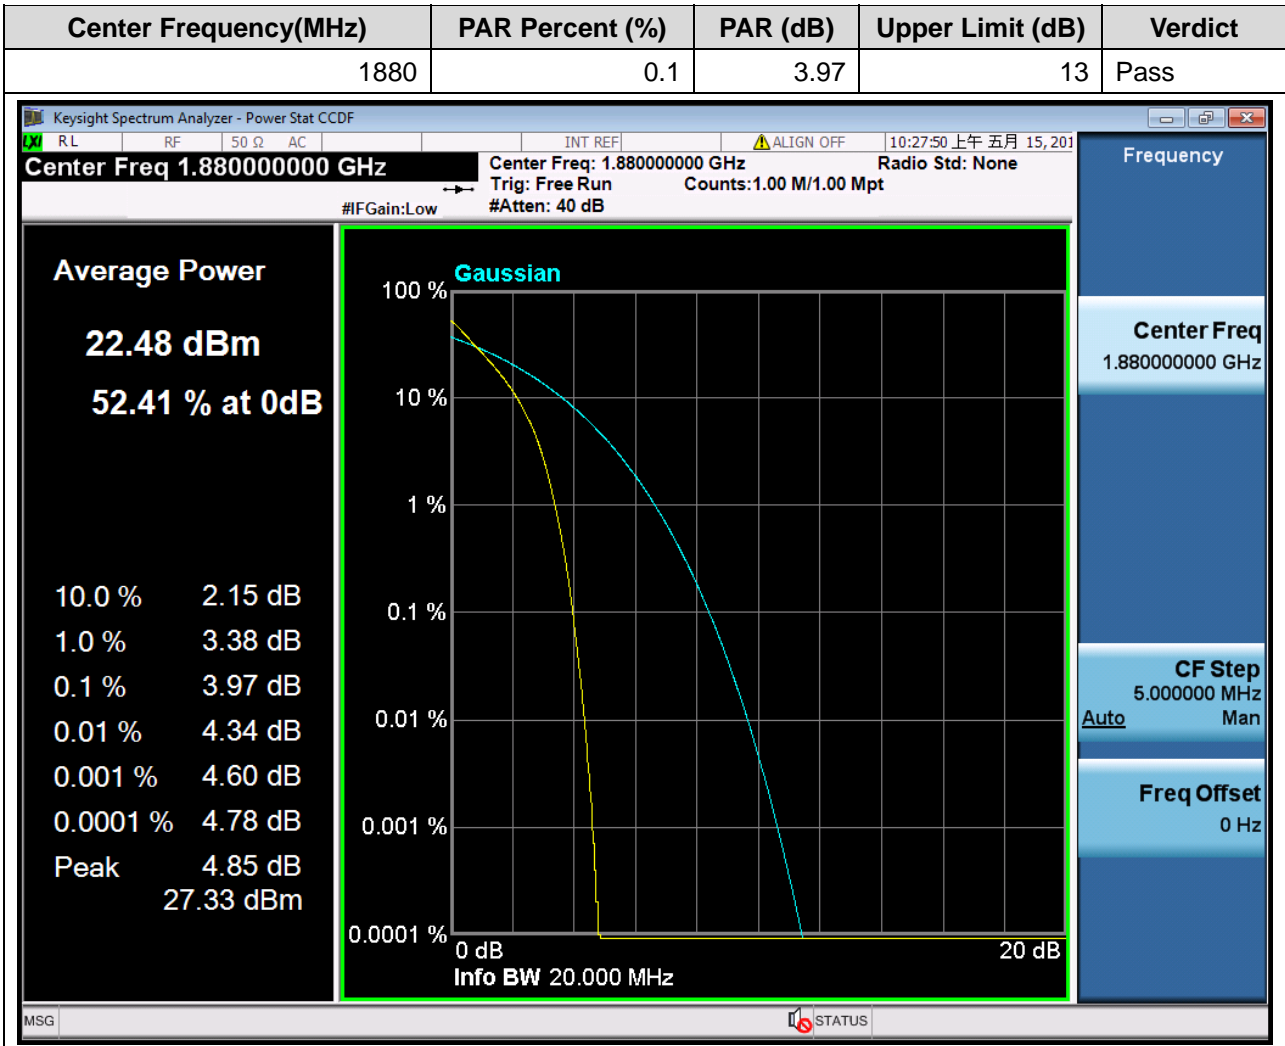 Center Frequency(MHz) PAR Percent (%) PAR (dB) Upper Limit (dB) Verdict
1880 0.1 3.97 13 Pass
Keysight Spectrum Analyzer - Power Stat CCDF
LXI RL RF 50 Ω AC INT REF ALIGN OFF 10:27:50 上午 五月 15, 201
Center Freq 1.880000000 GHz
Center Freq: 1.880000000 GHz Radio Std: None
Trig: Free Run Counts:1.00 M/1.00 Mpt
#IFGain:Low #Atten: 40 dB
Average Power
22.48 dBm
52.41 % at 0dB
10.0 % 2.15 dB
1.0 % 3.38 dB
0.1 % 3.97 dB
0.01 % 4.34 dB
0.001 % 4.60 dB
0.0001 % 4.78 dB
Peak 4.85 dB
27.33 dBm
Gaussian
100 %
10 %
1 %
0.1 %
0.01 %
0.001 %
0.0001 %
0 dB 20 dB
Info BW 20.000 MHz
Frequency
Center Freq
1.880000000 GHz
CF Step
5.000000 MHz
Auto Man
Freq Offset
0 Hz
MSG STATUS